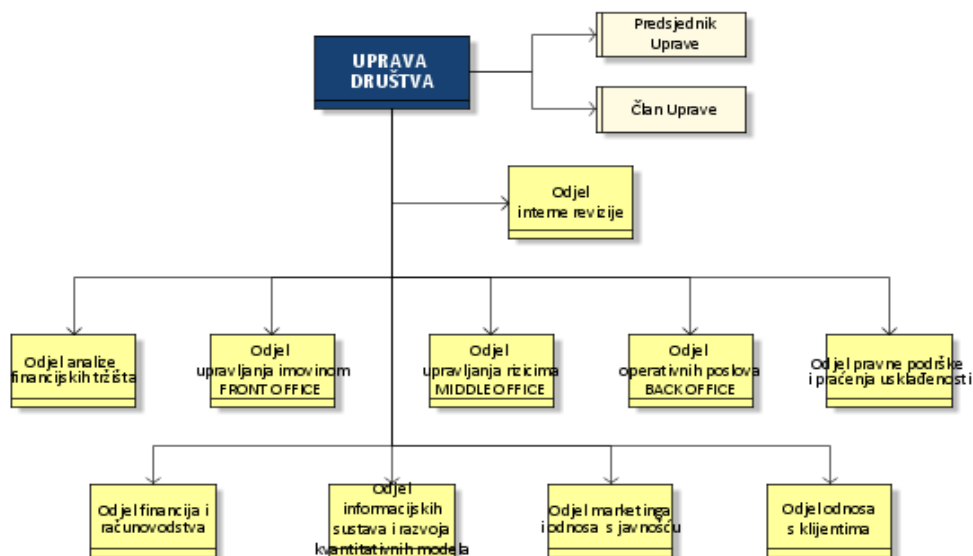 Predsjednik
Uprave
UPRAVA
DRUŠTVA
Član Uprave
Odjel
interne revizije
Odjel analize
financijskih tržišta
Odjel
upravljanja imovinom
FRONT OFFICE
Odjel
upravljanja rizicima
MIDDLE OFFICE
Odjel
operativnih poslova
BACK OFFICE
Odjel pravne podrške
i praćenja usklađenosti
Odjel financija i
računovodstva
Odjel
informacijskih
sustava i razvoja
kvantitativnih modela
Odjel marketinga
i odnosa s javnošću
Odjel odnosa
s klijentima